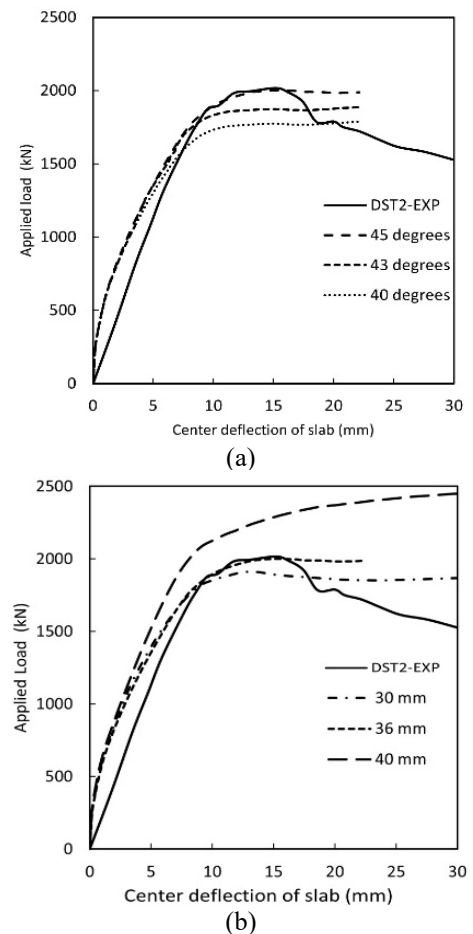 2500
2000
1500
1000
500
0
Applied load (kN)
DST2-EXP
45 degrees
43 degrees
40 degrees
0 5 10 15 20 25 30
Center deflection of slab (mm)
(a)
2500
2000
1500
1000
500
0
Applied Load (kN)
DST2-EXP
30 mm
36 mm
40 mm
0 5 10 15 20 25 30
Center deflection of slab (mm)
(b)